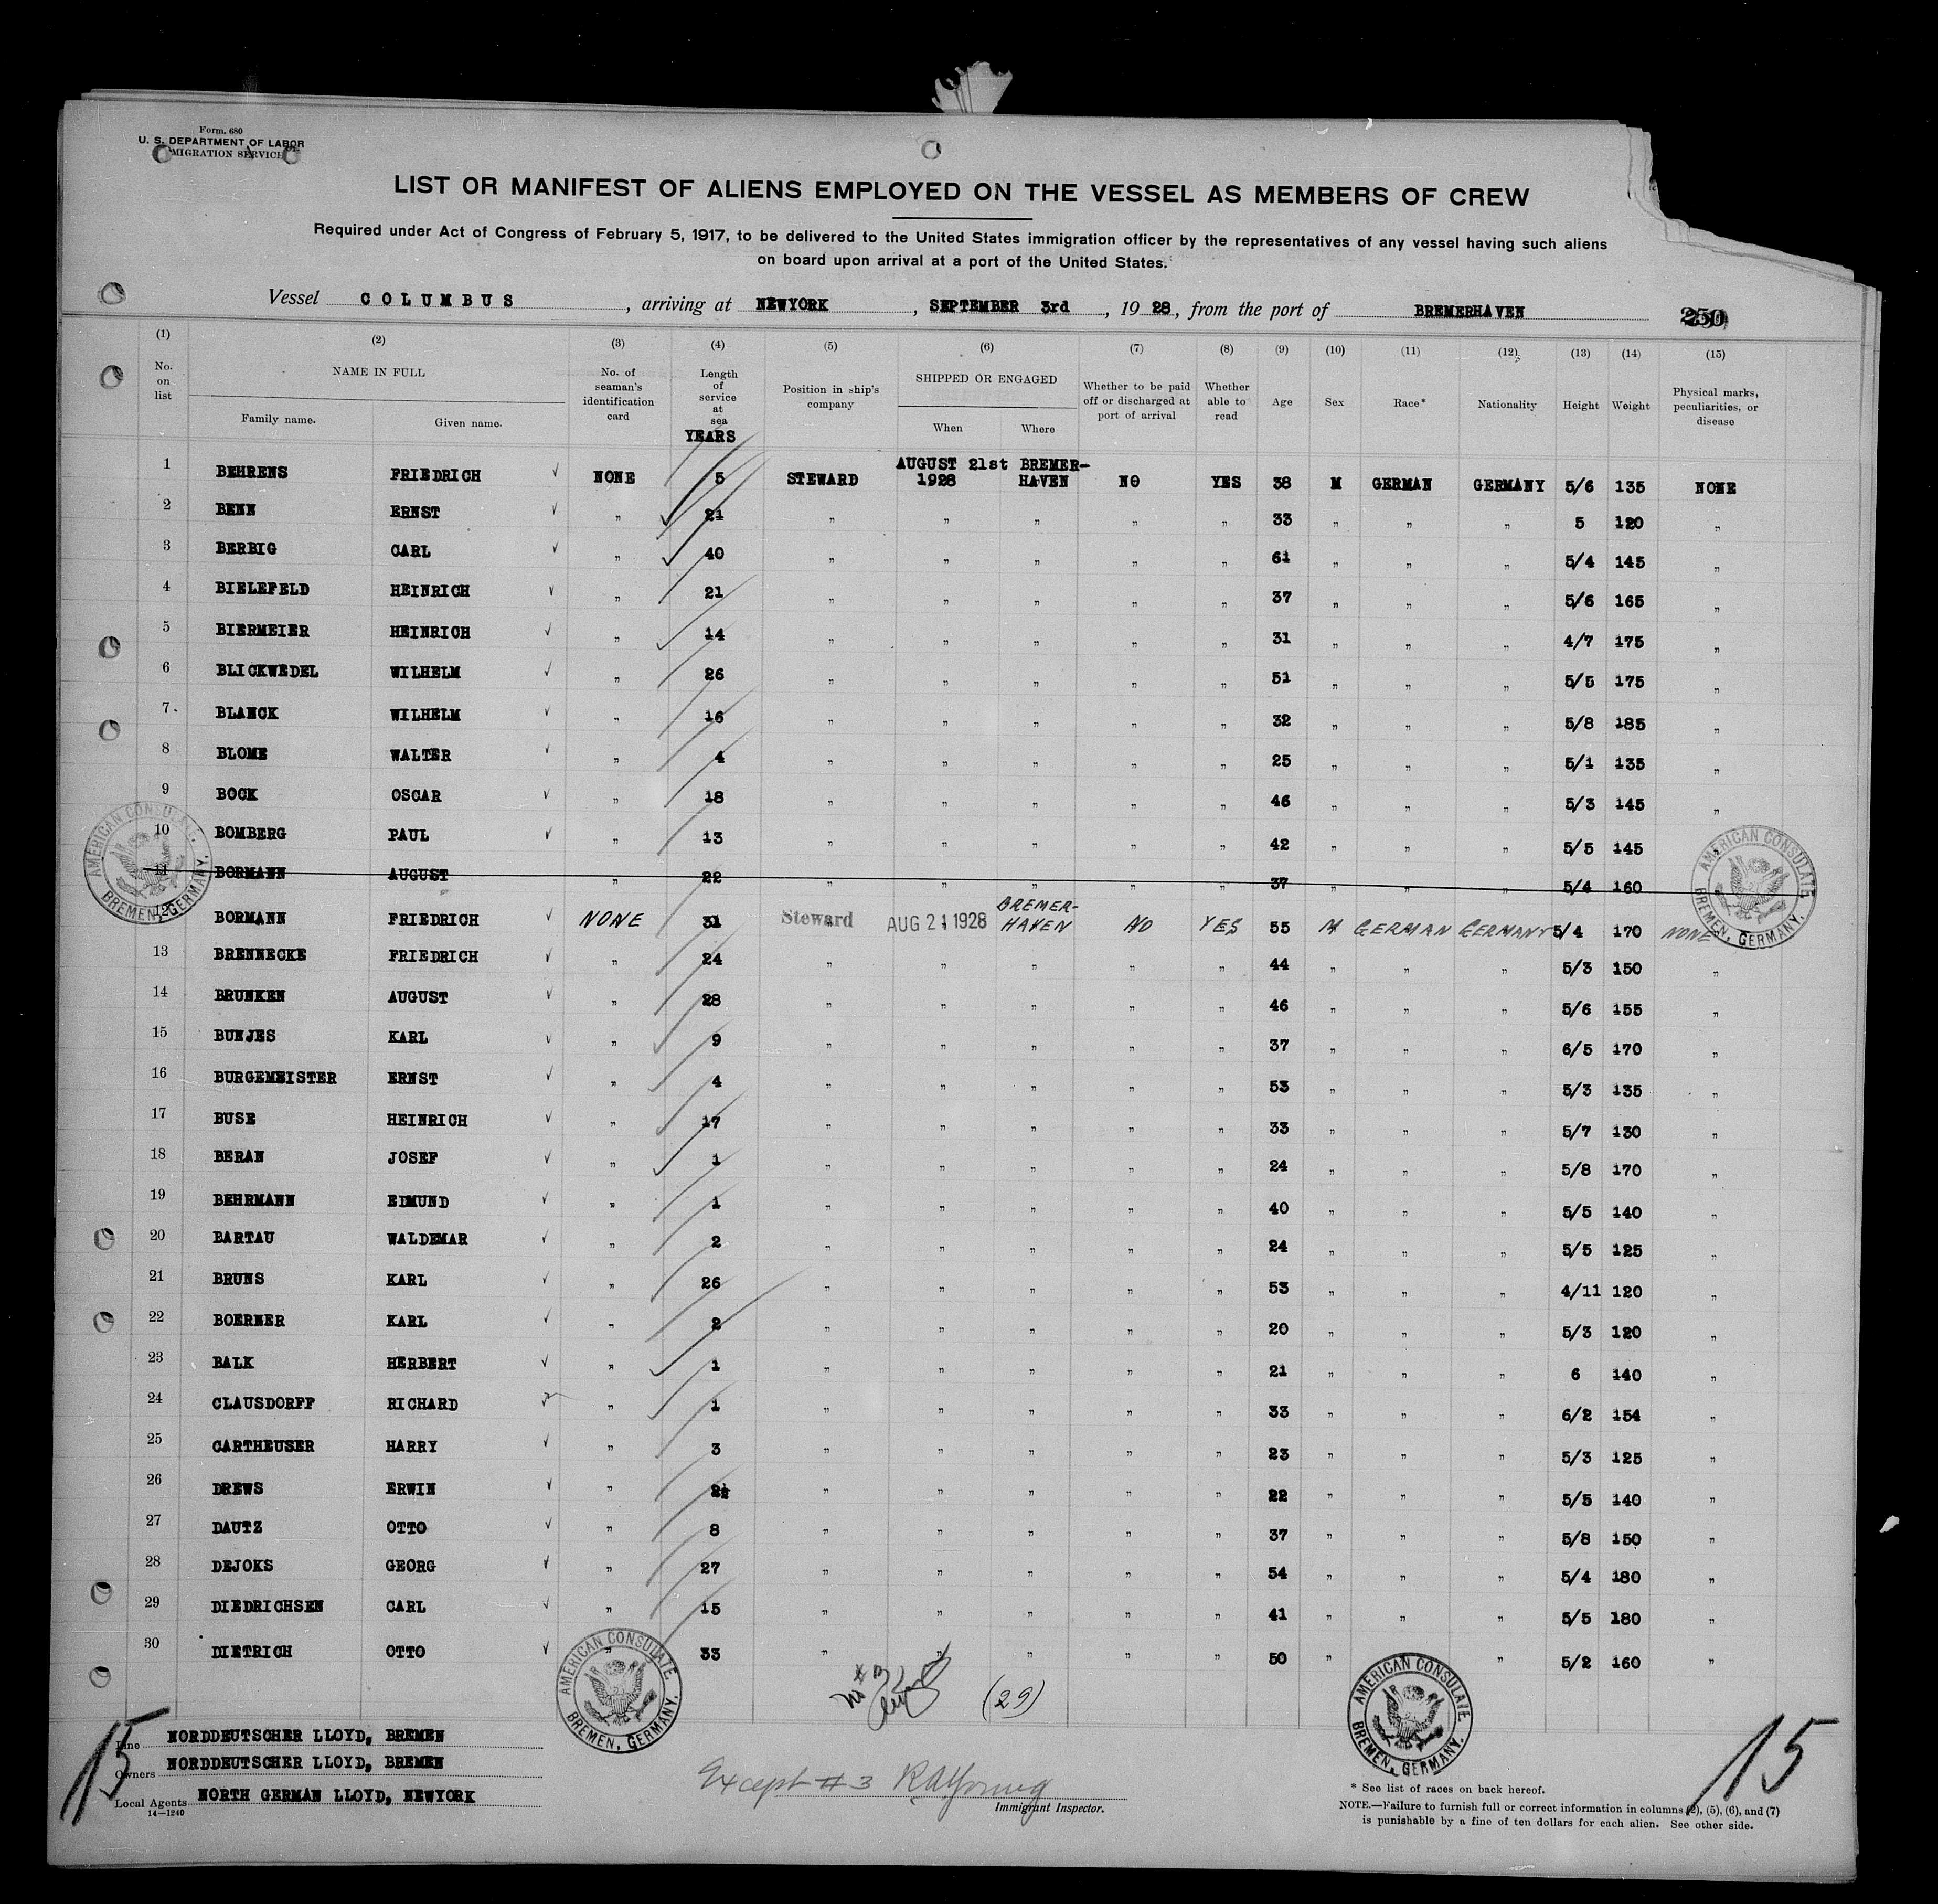 Form. 680
U. S. DEPARTMENT OF LABOR
MIGRATION SERVICE
LIST OR MANIFEST OF ALIENS EMPLOYED ON THE VESSEL AS MEMBERS OF CREW
Required under Act of Congress of February 5, 1917, to be delivered to the United States immigration officer by the representatives of any vessel having such aliens
on board upon arrival at a port of the United States.
Vessel COLUMBUS, arriving at NEWYORK, SEPTEMBER 3rd, 1928, from the port of BREMERHAVEN 250
(1) (2) (3) (4) (5) (6) (7) (8) (9) (10) (11) (12) (13) (14) (15)
No. on list NAME IN FULL Family name. Given name. No. of seaman's identification card Length of service at sea YEARS Position in ship's company SHIPPED OR ENGAGED When Where Whether to be paid off or discharged at port of arrival Whether able to read Age Sex Race* Nationality Height Weight Physical marks, peculiarities, or disease
1 BEHRENS FRIEDRICH √ NONE 5 STEWARD AUGUST 21st 1928 BREMER-HAVEN NO YES 38 M GERMAN GERMANY 5/6 135 NONE
2 BENN ERNST √ " 21 " " " " " 33 " " " 5 120 "
3 BERBIG CARL √ " 40 " " " " " 61 " " " 5/4 145 "
4 BIELEFELD HEINRICH √ " 21 " " " " " 37 " " " 5/6 165 "
5 BIERMEIER HEINRICH √ " 14 " " " " " 31 " " " 4/7 175 "
6 BLICKWEDEL WILHELM √ " 26 " " " " " 51 " " " 5/5 175 "
7 BLANCK WILHELM √ " 16 " " " " " 32 " " " 5/8 185 "
8 BLOME WALTER √ " 4 " " " " " 25 " " " 5/1 135 "
9 BOCK OSCAR √ " 18 " " " " " 46 " " " 5/3 145 "
10 BOMBERG PAUL √ " 13 " " " " " 42 " " " 5/5 145 "
11 BORMANN AUGUST " 22 " " " " " 37 " " " 5/4 160
12 BORMANN FRIEDRICH √ NONE 31 Steward AUG 21 1928 BREMER-HAVEN NO YES 55 M GERMAN GERMANY 5/4 170 NONE
13 BRENNECKE FRIEDRICH √ " 24 " " " " " 44 " " " 5/3 150 "
14 BRUNKEN AUGUST √ " 28 " " " " " 46 " " " 5/6 155 "
15 BUNJES KARL √ " 9 " " " " " 37 " " " 6/5 170 "
16 BURGEMEISTER ERNST √ " 4 " " " " " 53 " " " 5/3 135 "
17 BUSE HEINRICH √ " 17 " " " " " 33 " " " 5/7 130 "
18 BERAN JOSEF √ " 1 " " " " " 24 " " " 5/8 170 "
19 BEHRMANN EDMUND √ " 1 " " " " " 40 " " " 5/5 140 "
20 BARTAU WALDEMAR √ " 2 " " " " " 24 " " " 5/5 125 "
21 BRUNS KARL √ " 26 " " " " " 53 " " " 4/11 120 "
22 BOERNER KARL √ " 2 " " " " " 20 " " " 5/3 120 "
23 BALK HERBERT √ " 1 " " " " " 21 " " " 6 140 "
24 CLAUSDORFF RICHARD √ " 1 " " " " " 33 " " " 6/2 154 "
25 CARTHEUSER HARRY √ " 3 " " " " " 23 " " " 5/3 125 "
26 DREWS ERWIN √ " 2½ " " " " " 22 " " " 5/5 140 "
27 DAUTZ OTTO √ " 8 " " " " " 37 " " " 5/8 150 "
28 DEJOKS GEORG √ " 27 " " " " " 54 " " " 5/4 180 "
29 DIEDRICHSEN CARL √ " 15 " " " " " 41 " " " 5/5 180 "
30 DIETRICH OTTO √ " 33 " " " " " 50 " " 5/2 160 "
(29)
AMERICAN CONSULATE, BREMEN, GERMANY.
AMERICAN CONSULATE BREMEN, GERMANY.
AMERICAN CONSULATE BREMEN, GERMANY.
AMERICAN CONSULATE BREMEN, GERMANY.
15
Line NORDDEUTSCHER LLOYD, BREMEN
Owners NORDDEUTSCHER LLOYD, BREMEN
Local Agents NORTH GERMAN LLOYD, NEWYORK
14—1240
Except #3 RAYoung
Immigrant Inspector.
* See list of races on back hereof.
NOTE.—Failure to furnish full or correct information in columns (2), (5), (6), and (7)
is punishable by a fine of ten dollars for each alien. See other side.
15